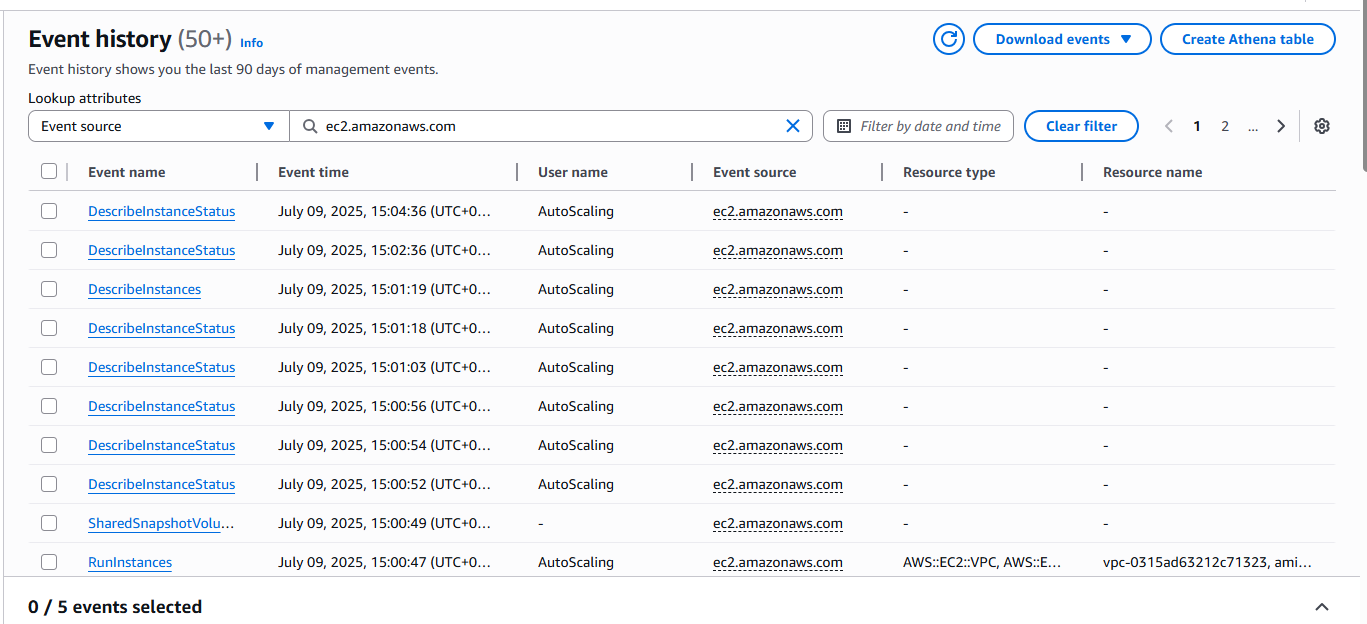 Event history (50+) Info
Download events
Create Athena table
Event history shows you the last 90 days of management events.
Lookup attributes
Event source
ec2.amazonaws.com
Filter by date and time
Clear filter
1 2 ...
Event name Event time User name Event source Resource type Resource name
DescribeInstanceStatus July 09, 2025, 15:04:36 (UTC+0... AutoScaling ec2.amazonaws.com - -
DescribeInstanceStatus July 09, 2025, 15:02:36 (UTC+0... AutoScaling ec2.amazonaws.com - -
DescribeInstances July 09, 2025, 15:01:19 (UTC+0... AutoScaling ec2.amazonaws.com - -
DescribeInstanceStatus July 09, 2025, 15:01:18 (UTC+0... AutoScaling ec2.amazonaws.com - -
DescribeInstanceStatus July 09, 2025, 15:01:03 (UTC+0... AutoScaling ec2.amazonaws.com - -
DescribeInstanceStatus July 09, 2025, 15:00:56 (UTC+0... AutoScaling ec2.amazonaws.com - -
DescribeInstanceStatus July 09, 2025, 15:00:54 (UTC+0... AutoScaling ec2.amazonaws.com - -
DescribeInstanceStatus July 09, 2025, 15:00:52 (UTC+0... AutoScaling ec2.amazonaws.com - -
SharedSnapshotVolu... July 09, 2025, 15:00:49 (UTC+0... - ec2.amazonaws.com - -
RunInstances July 09, 2025, 15:00:47 (UTC+0... AutoScaling ec2.amazonaws.com AWS::EC2::VPC, AWS::E... vpc-0315ad63212c71323, ami...
0 / 5 events selected